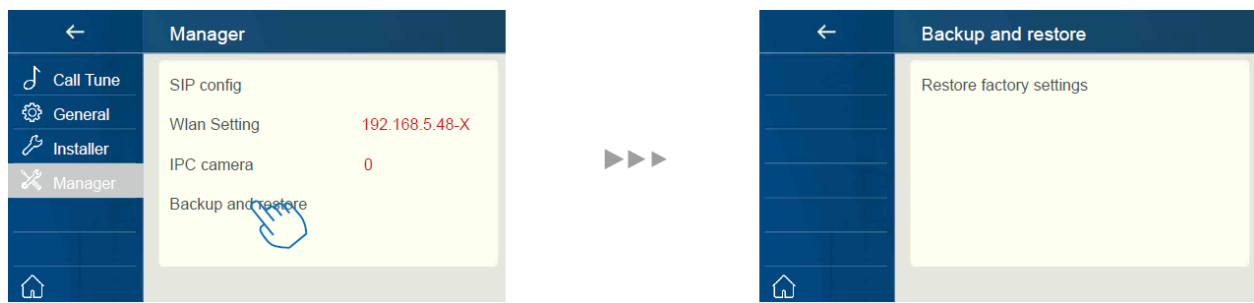 Manager
Call Tune
General
Installer
Manager
SIP config
Wlan Setting 192.168.5.48-X
IPC camera 0
Backup and restore
Backup and restore
Restore factory settings